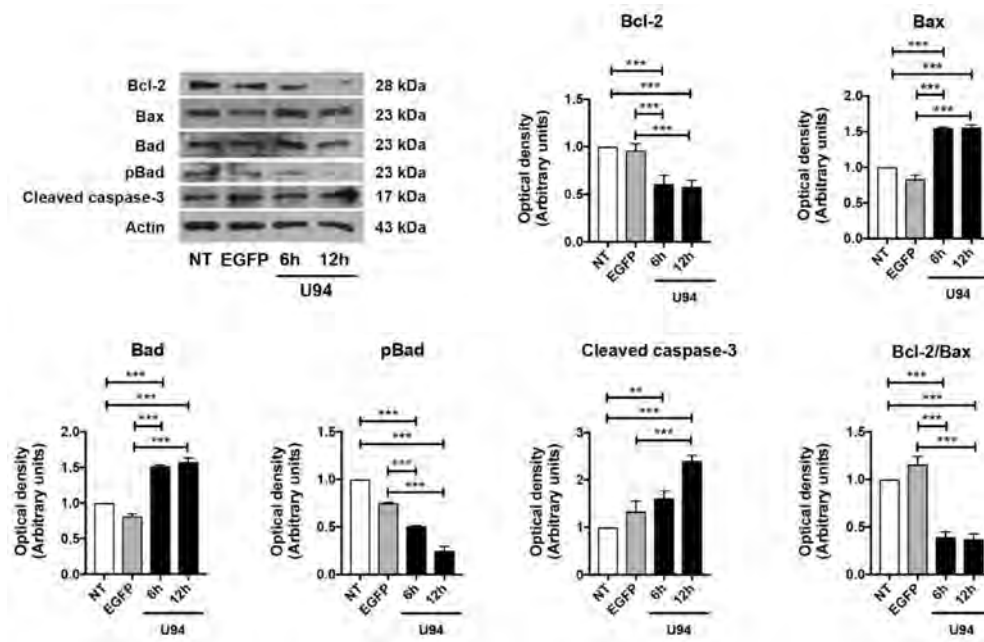 Bcl-2 28 kDa
Bax 23 kDa
Bad 23 kDa
pBad 23 kDa
Cleaved caspase-3 17 kDa
Actin 43 kDa
NT EGFP 6h 12h
U94
Bcl-2
***
***
***
***
Optical density
(Arbitrary units)
1.5
1.0
0.5
0.0
NT EGFP 6h 12h
U94
Bax
***
***
***
***
Optical density
(Arbitrary units)
2.0
1.5
1.0
0.5
0.0
NT EGFP 6h 12h
U94
Bad
***
***
***
***
Optical density
(Arbitrary units)
2.0
1.5
1.0
0.5
0.0
NT EGFP 6h 12h
U94
pBad
***
***
***
***
Optical density
(Arbitrary units)
1.5
1.0
0.5
0.0
NT EGFP 6h 12h
U94
Cleaved caspase-3
**
***
***
Optical density
(Arbitrary units)
3
2
1
0
NT EGFP 6h 12h
U94
Bcl-2/Bax
***
***
***
***
Optical density
(Arbitrary units)
1.5
1.0
0.5
0.0
NT EGFP 6h 12h
U94